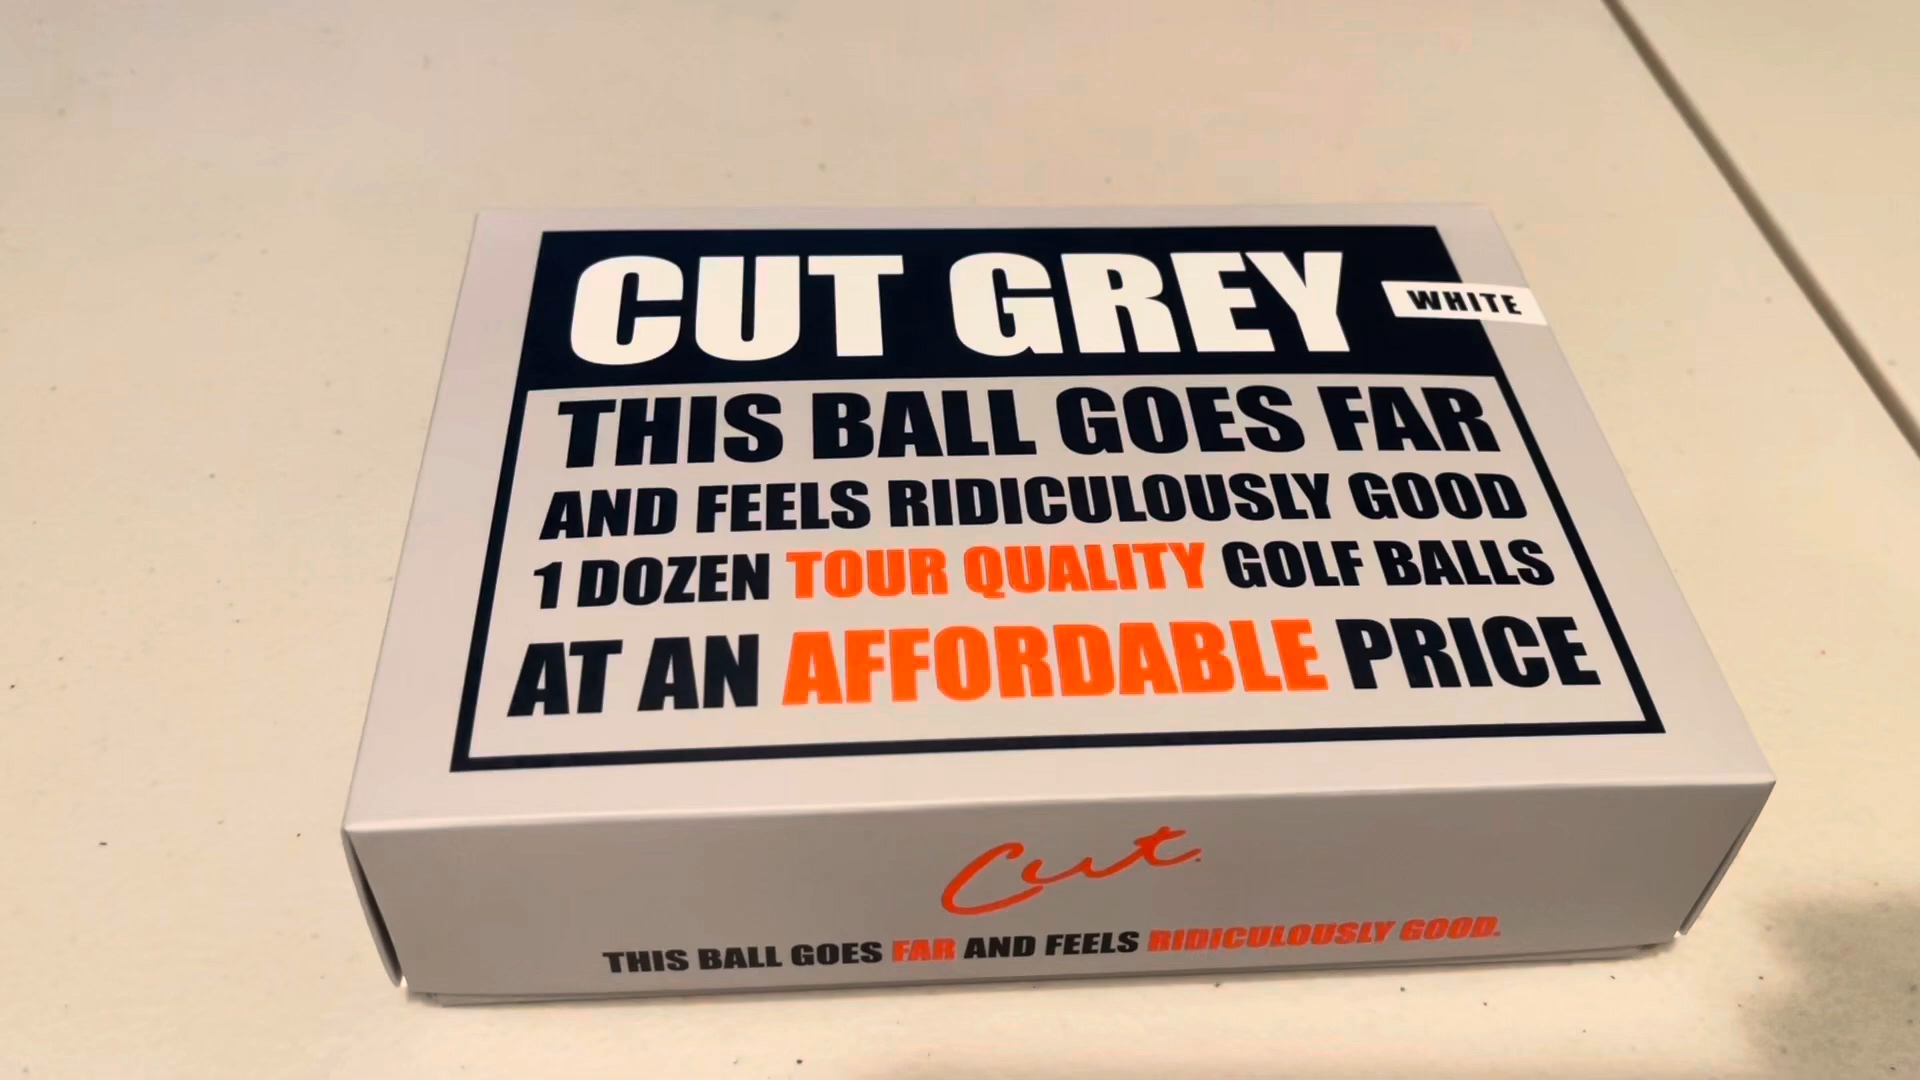 CUT GREY
WHITE
THIS BALL GOES FAR
AND FEELS RIDICULOUSLY GOOD
1 DOZEN TOUR QUALITY GOLF BALLS
AT AN AFFORDABLE PRICE
Cut
THIS BALL GOES FAR AND FEELS RIDICULOUSLY GOOD.